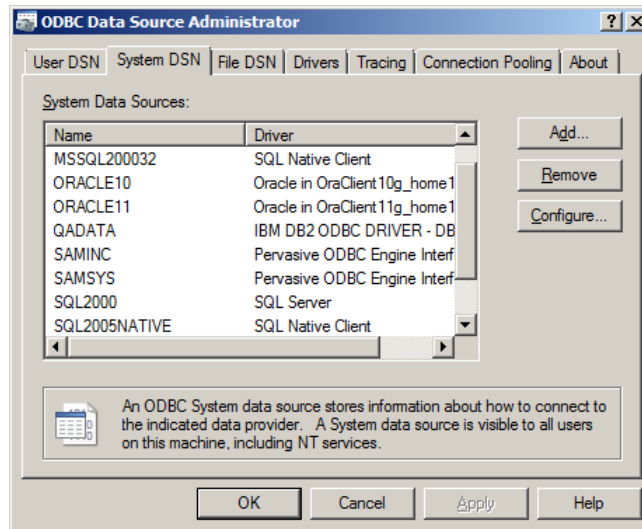 ODBC Data Source Administrator
User DSN System DSN File DSN Drivers Tracing Connection Pooling About
System Data Sources:
Name Driver
MSSQL200032 SQL Native Client
ORACLE10 Oracle in OraClient10g_home1
ORACLE11 Oracle in OraClient11g_home1
QADATA IBM DB2 ODBC DRIVER - DB
SAMINC Pervasive ODBC Engine Interf
SAMSYS Pervasive ODBC Engine Interf
SQL2000 SQL Server
SQL2005NATIVE SQL Native Client
Add...
Remove
Configure...
An ODBC System data source stores information about how to connect to
the indicated data provider. A System data source is visible to all users
on this machine, including NT services.
OK Cancel Apply Help